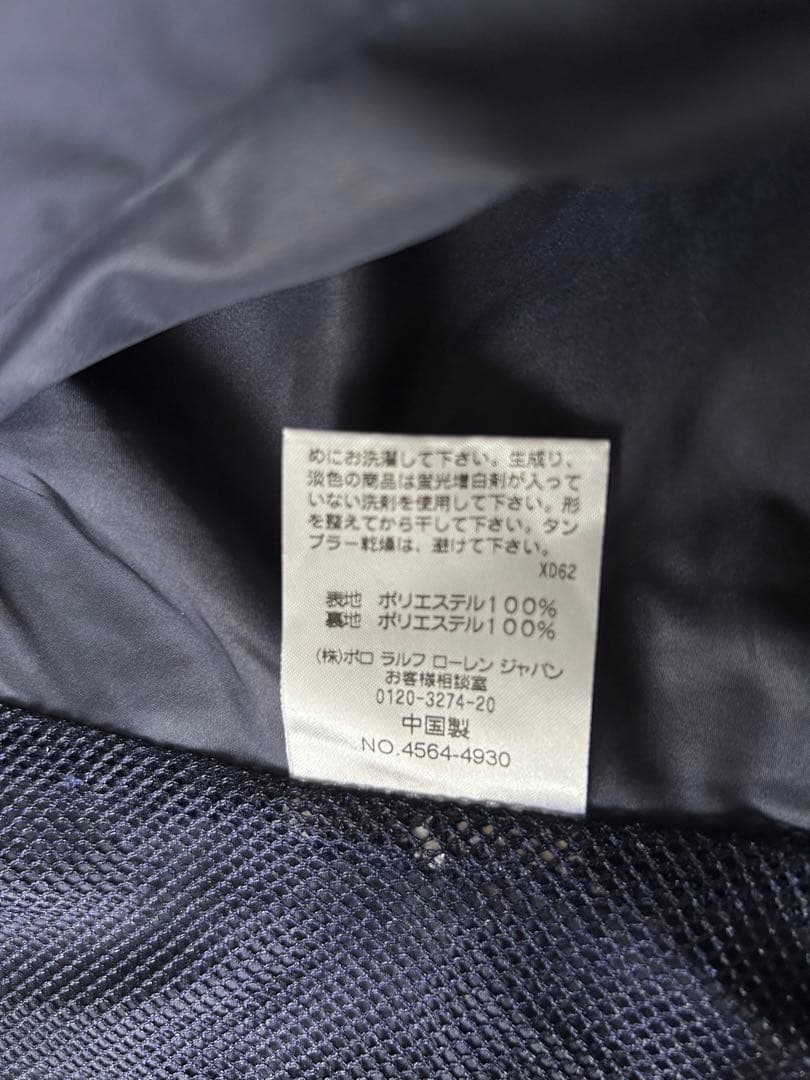 めにお洗濯して下さい。生成り、
淡色の商品は蛍光増白剤が入って
いない洗剤を使用して下さい。形
を整えてから干して下さい。タン
ブラー乾燥は、避けて下さい。
XD62
表地 ポリエステル100%
裏地 ポリエステル100%
(株)ポロ ラルフ ローレン ジャパン
お客様相談室
0120-3274-20
中国製
NO.4564-4930